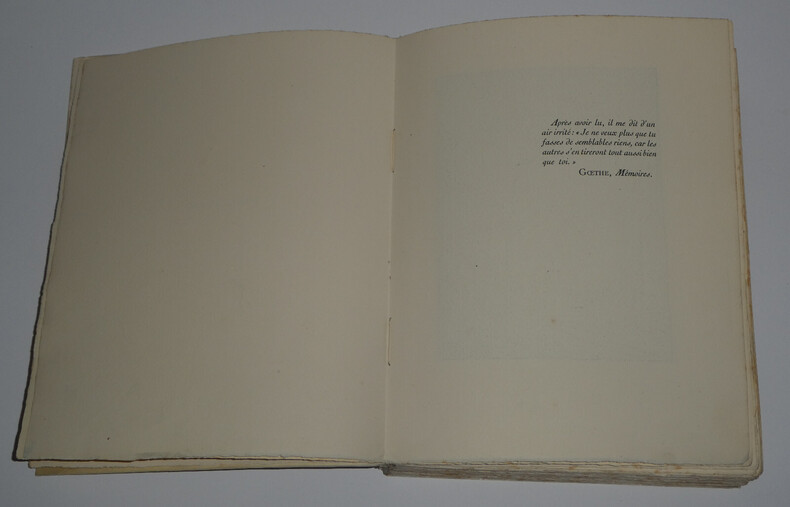 Après avoir lu, il me dit d'un
air irrité : « Je ne veux plus que tu
fasses de semblables riens, car les
autres s'en tireront tout aussi bien
que toi. »
GŒTHE, Mémoires.